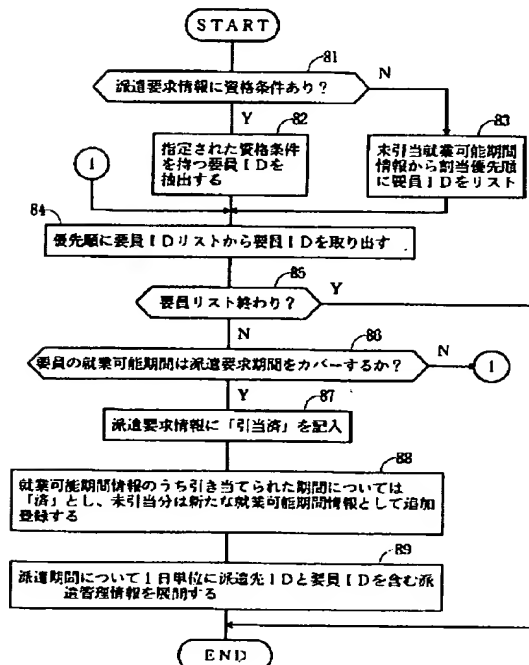 START
81
派遣要求情報に資格条件あり?
N
Y
82
83
指定された資格条件
を持つ要員IDを
抽出する
未引当就業可能期間
情報から割当優先順
に要員IDをリスト
1
84
優先順に要員IDリストから要員IDを取り出す
85
要員リスト終わり?
Y
N
86
要員の就業可能期間は派遣要求期間をカバーするか?
N
1
Y
87
派遣要求情報に「引当済」を記入
88
就業可能期間情報のうち引き当てられた期間については
「済」とし、未引当分は新たな就業可能期間情報として追加
登録する
89
派遣期間について1日単位に派遣先IDと要員IDを含む派
遣管理情報を展開する
END